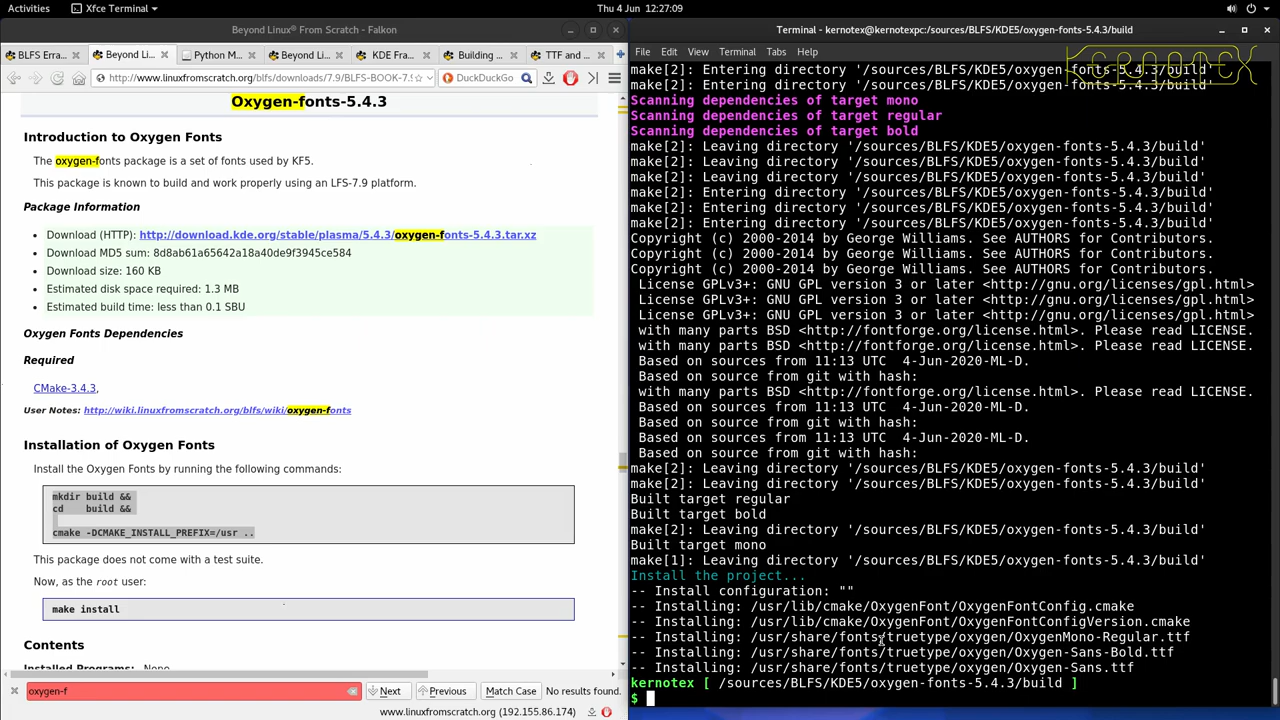 Activities
Xfce Terminal
Thu 4 Jun 12:27:09
Beyond Linux® From Scratch - Falkon
BLFS Erra...
Beyond Li...
Python M...
Beyond Li...
KDE Fra...
Building ...
TTF and ...
http://www.linuxfromscratch.org/blfs/downloads/7.9/BLFS-BOOK-7.!
DuckDuckGo
Oxygen-fonts-5.4.3
Introduction to Oxygen Fonts
The oxygen-fonts package is a set of fonts used by KF5.
This package is known to build and work properly using an LFS-7.9 platform.
Package Information
• Download (HTTP): http://download.kde.org/stable/plasma/5.4.3/oxygen-fonts-5.4.3.tar.xz
• Download MD5 sum: 8d8ab61a65642a18a40de9f3945ce584
• Download size: 160 KB
• Estimated disk space required: 1.3 MB
• Estimated build time: less than 0.1 SBU
Oxygen Fonts Dependencies
Required
CMake-3.4.3,
User Notes: http://wiki.linuxfromscratch.org/blfs/wiki/oxygen-fonts
Installation of Oxygen Fonts
Install the Oxygen Fonts by running the following commands:
mkdir build &&
cd    build &&
cmake -DCMAKE_INSTALL_PREFIX=/usr ..
This package does not come with a test suite.
Now, as the root user:
make install
Contents
Installed Programs: None
oxygen-f
Next
Previous
Match Case
No results found.
www.linuxfromscratch.org (192.155.86.174)
Terminal - kernotex@kernotexpc:/sources/BLFS/KDE5/oxygen-fonts-5.4.3/build
File Edit View Terminal Tabs Help
KERNOTEX
make[2]: Entering directory '/sources/BLFS/KDE5/oxygen-fonts-5.4.3/build'
make[2]: Entering directory '/sources/BLFS/KDE5/oxygen-fonts-5.4.3/build'
Scanning dependencies of target mono
Scanning dependencies of target regular
Scanning dependencies of target bold
make[2]: Leaving directory '/sources/BLFS/KDE5/oxygen-fonts-5.4.3/build'
make[2]: Leaving directory '/sources/BLFS/KDE5/oxygen-fonts-5.4.3/build'
make[2]: Leaving directory '/sources/BLFS/KDE5/oxygen-fonts-5.4.3/build'
make[2]: Entering directory '/sources/BLFS/KDE5/oxygen-fonts-5.4.3/build'
make[2]: Entering directory '/sources/BLFS/KDE5/oxygen-fonts-5.4.3/build'
make[2]: Entering directory '/sources/BLFS/KDE5/oxygen-fonts-5.4.3/build'
Copyright (c) 2000-2014 by George Williams. See AUTHORS for Contributors.
Copyright (c) 2000-2014 by George Williams. See AUTHORS for Contributors.
Copyright (c) 2000-2014 by George Williams. See AUTHORS for Contributors.
License GPLv3+: GNU GPL version 3 or later <http://gnu.org/licenses/gpl.html>
License GPLv3+: GNU GPL version 3 or later <http://gnu.org/licenses/gpl.html>
License GPLv3+: GNU GPL version 3 or later <http://gnu.org/licenses/gpl.html>
with many parts BSD <http://fontforge.org/license.html>. Please read LICENSE.
with many parts BSD <http://fontforge.org/license.html>. Please read LICENSE.
Based on sources from 11:13 UTC  4-Jun-2020-ML-D.
Based on source from git with hash:
with many parts BSD <http://fontforge.org/license.html>. Please read LICENSE.
Based on sources from 11:13 UTC  4-Jun-2020-ML-D.
Based on source from git with hash:
Based on sources from 11:13 UTC  4-Jun-2020-ML-D.
Based on source from git with hash:
make[2]: Leaving directory '/sources/BLFS/KDE5/oxygen-fonts-5.4.3/build'
make[2]: Leaving directory '/sources/BLFS/KDE5/oxygen-fonts-5.4.3/build'
Built target regular
Built target bold
make[2]: Leaving directory '/sources/BLFS/KDE5/oxygen-fonts-5.4.3/build'
Built target mono
make[1]: Leaving directory '/sources/BLFS/KDE5/oxygen-fonts-5.4.3/build'
Install the project...
-- Install configuration: ""
-- Installing: /usr/lib/cmake/OxygenFont/OxygenFontConfig.cmake
-- Installing: /usr/lib/cmake/OxygenFont/OxygenFontConfigVersion.cmake
-- Installing: /usr/share/fonts/truetype/oxygen/OxygenMono-Regular.ttf
-- Installing: /usr/share/fonts/truetype/oxygen/Oxygen-Sans-Bold.ttf
-- Installing: /usr/share/fonts/truetype/oxygen/Oxygen-Sans.ttf
kernotex [ /sources/BLFS/KDE5/oxygen-fonts-5.4.3/build ]
$